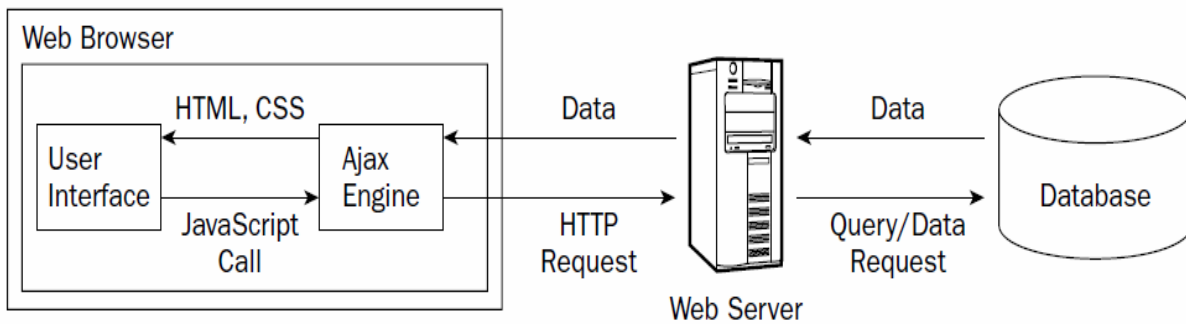 Web Browser
HTML, CSS
Data
Data
User
Interface
Ajax
Engine
Database
JavaScript
Call
HTTP
Request
Query/Data
Request
Web Server